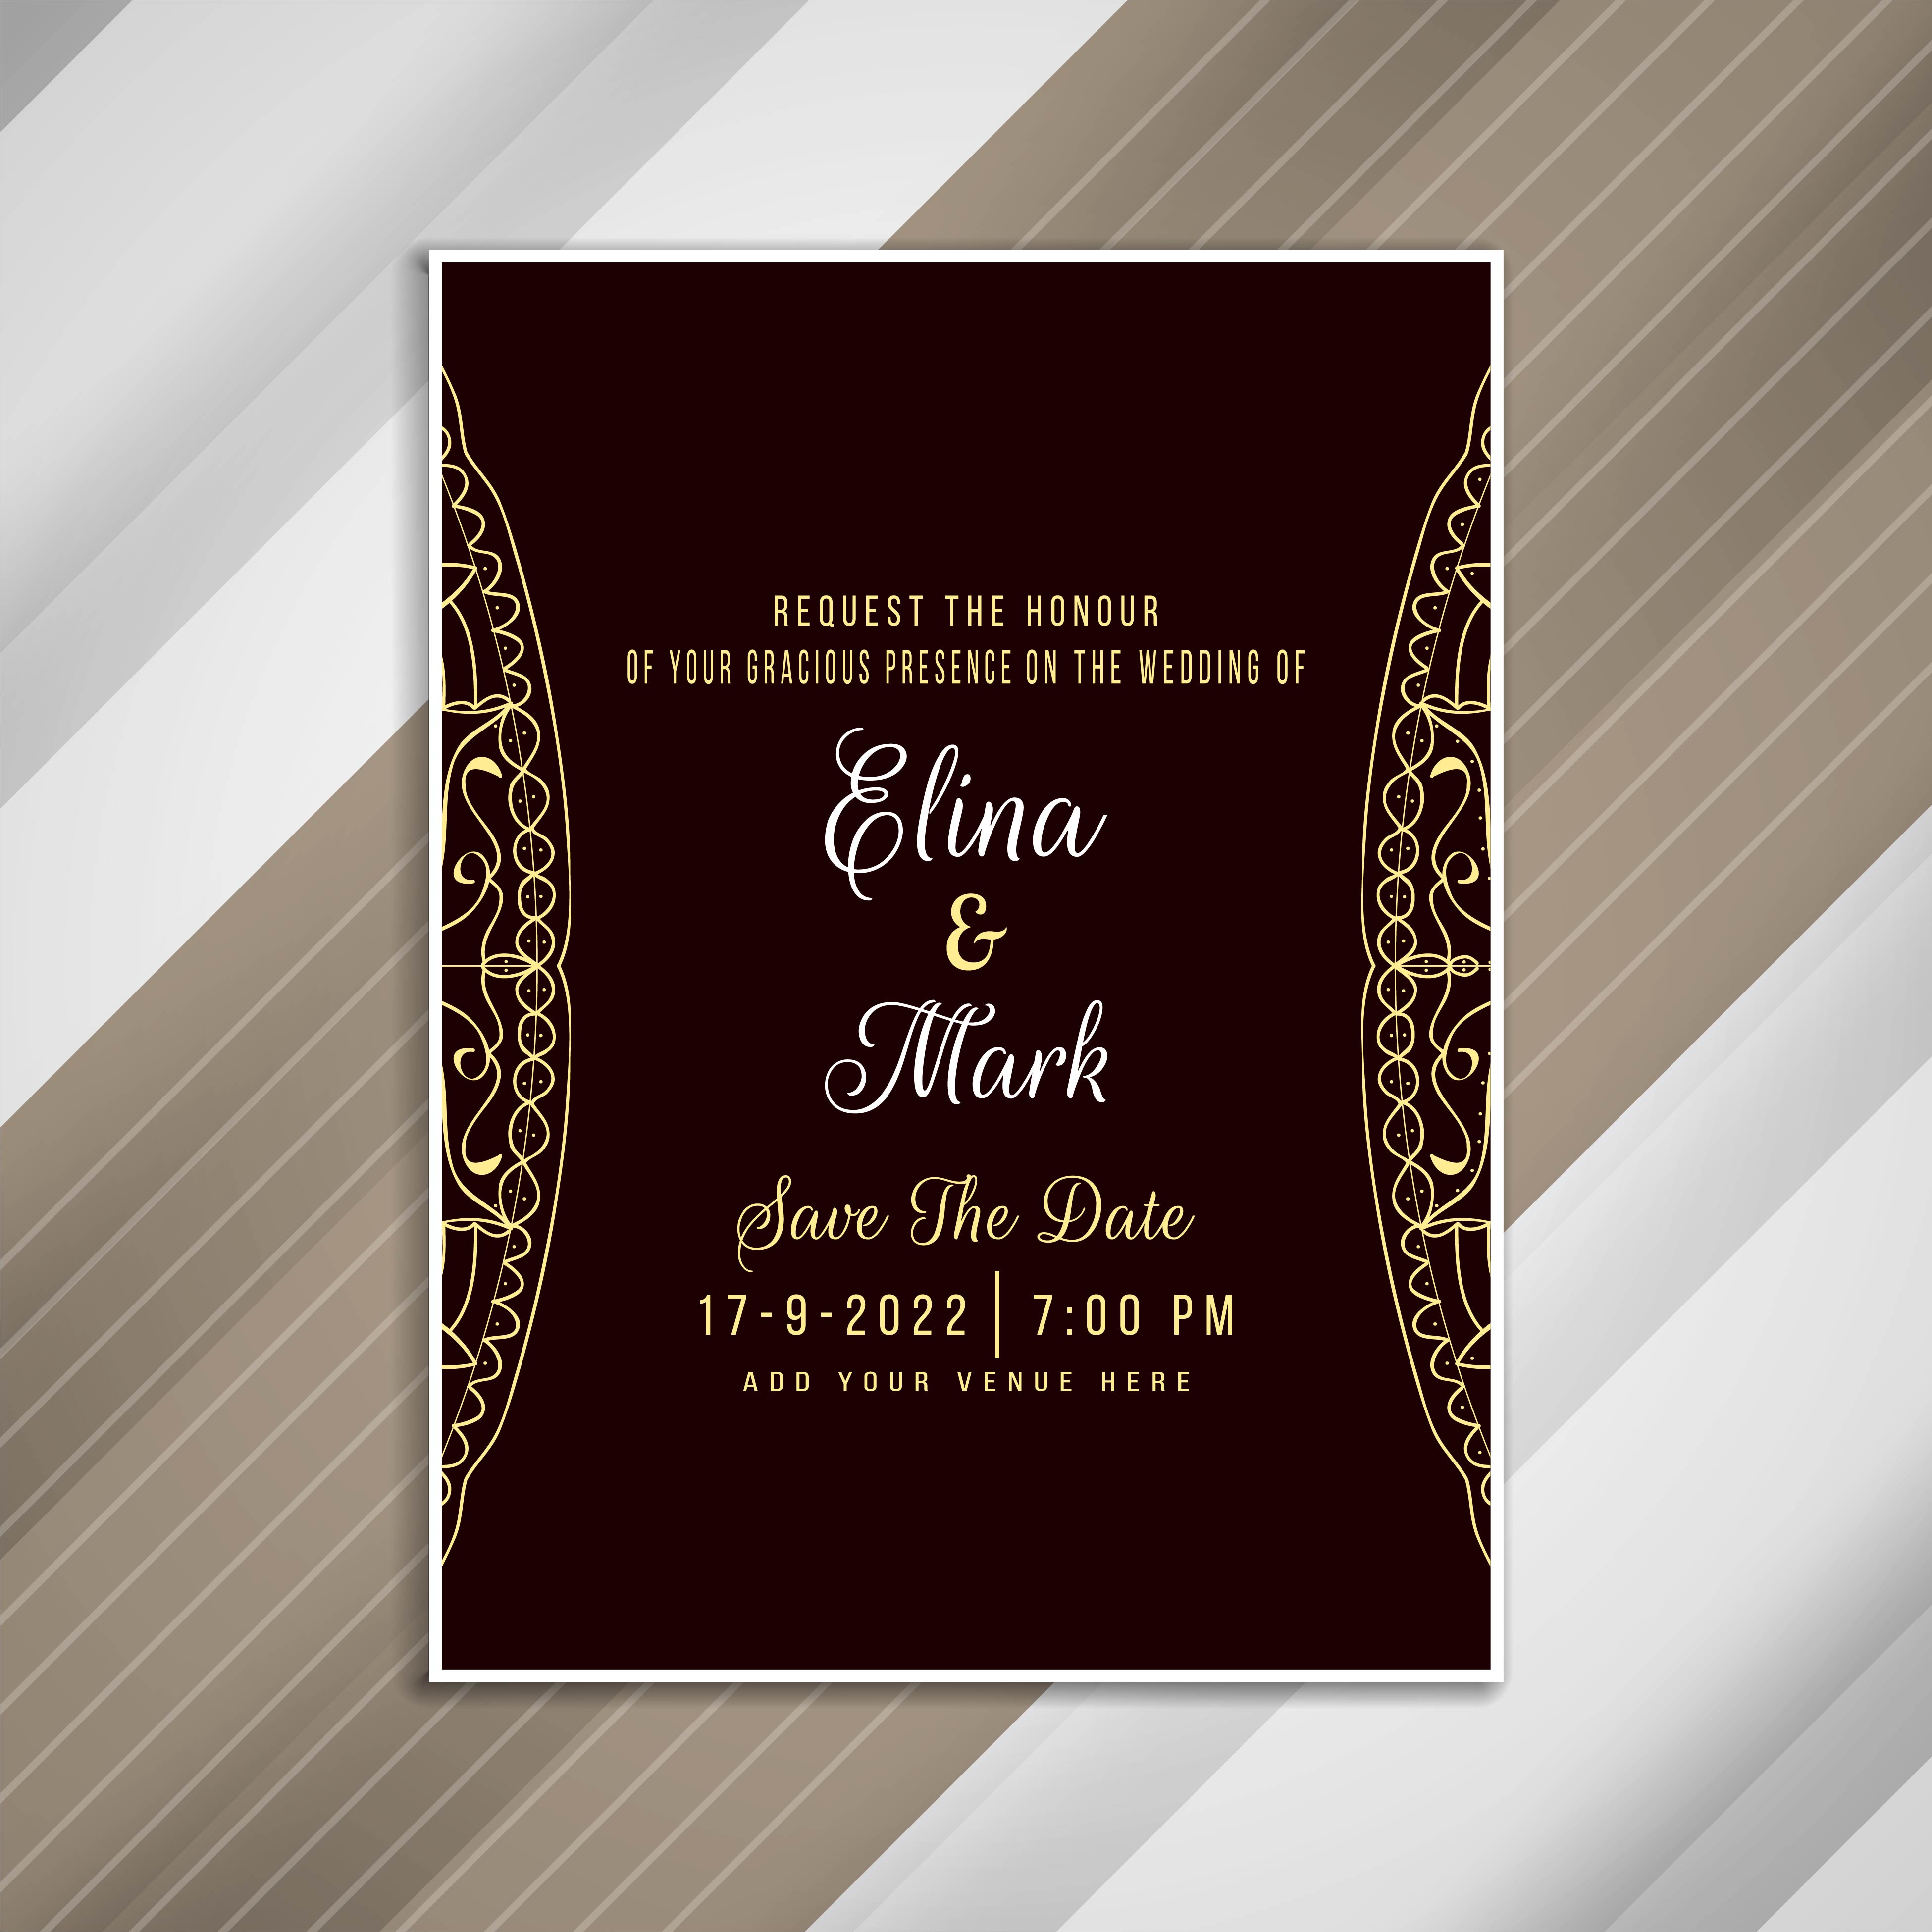 REQUEST THE HONOUR
OF YOUR GRACIOUS PRESENCE ON THE WEDDING OF
Elina
&
Mark
Save The Date
17-9-2022 | 7:00 PM
ADD YOUR VENUE HERE